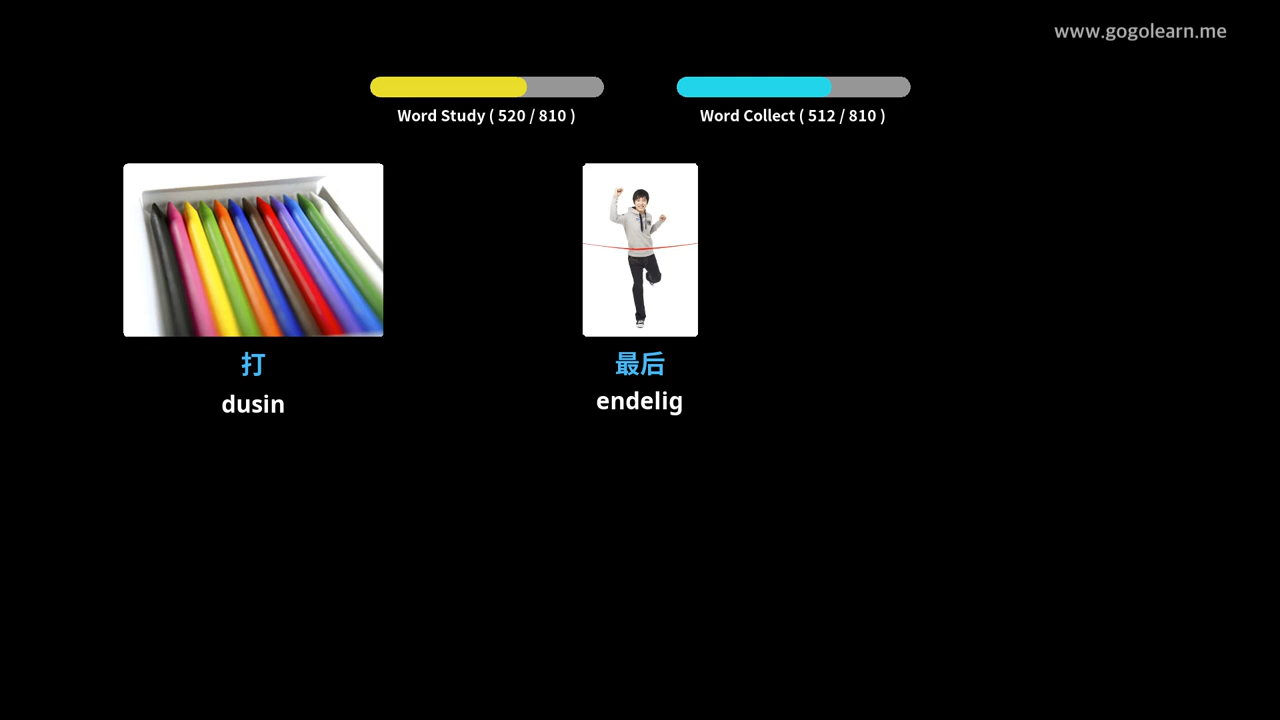 www.gogolearn.me
Word Study ( 520 / 810 )
Word Collect ( 512 / 810 )
打
dusin
最后
endelig